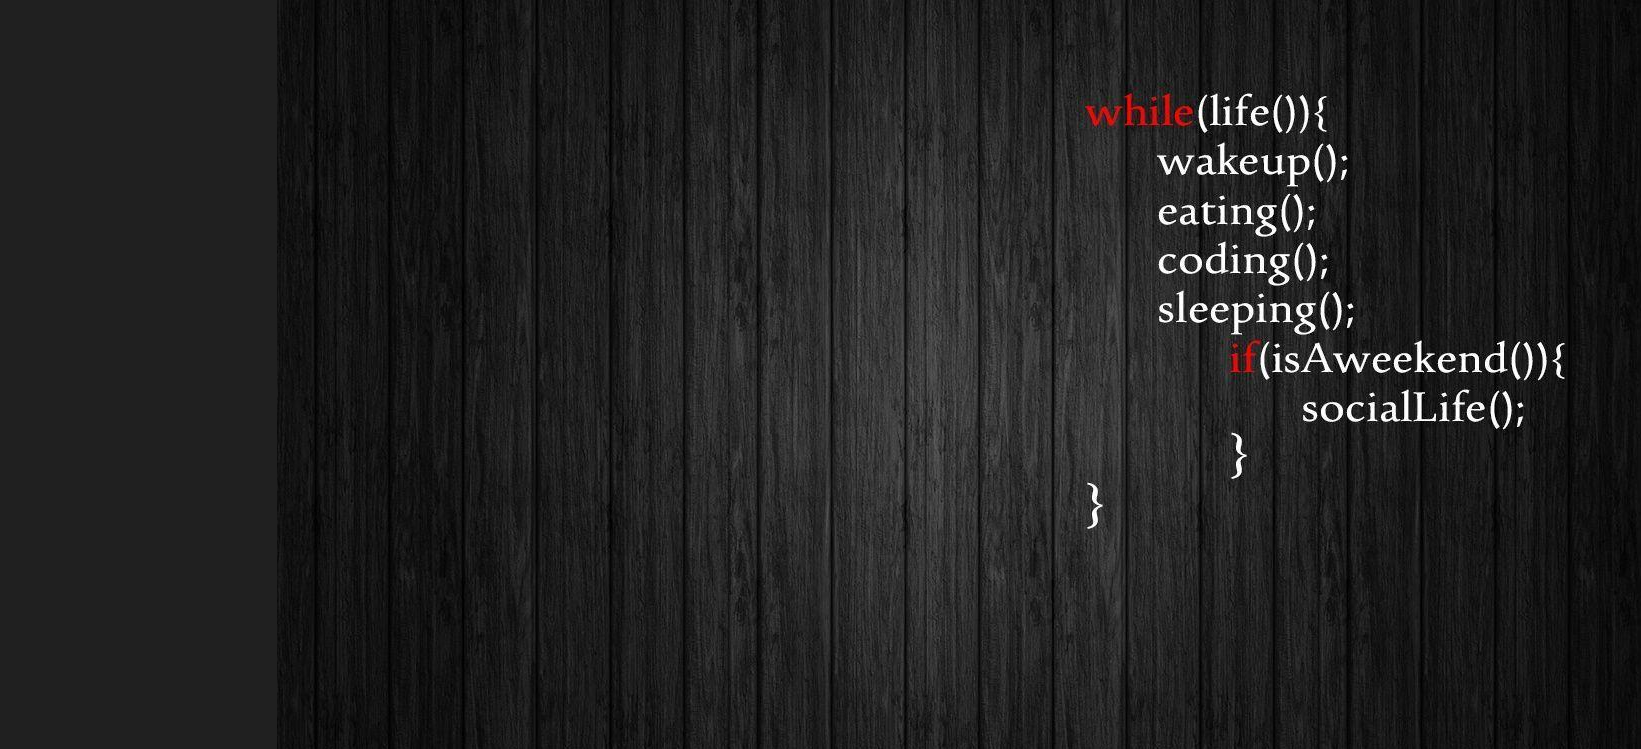 while(life()){
wakeup();
eating();
coding();
sleeping();
if(isAweekend()){
socialLife();
}
}